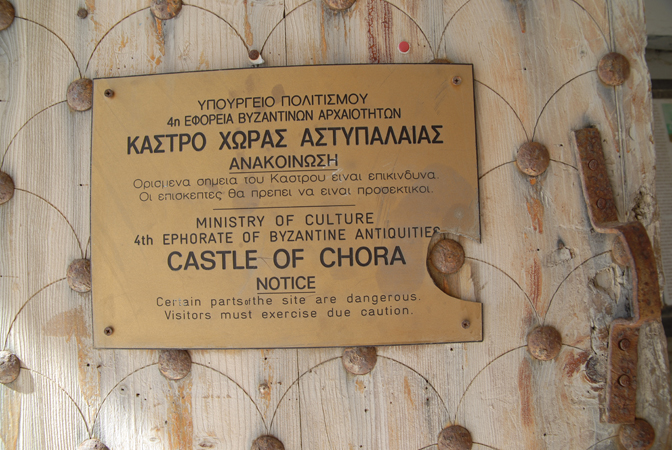 ΥΠΟΥΡΓΕΙΟ ΠΟΛΙΤΙΣΜΟΥ
4η ΕΦΟΡΕΙΑ ΒΥΖΑΝΤΙΝΩΝ ΑΡΧΑΙΟΤΗΤΩΝ
ΚΑΣΤΡΟ ΧΩΡΑΣ ΑΣΤΥΠΑΛΑΙΑΣ
ΑΝΑΚΟΙΝΩΣΗ
Ορισμενα σημεία του Καστρου είναι επικινδυνα.
Οι επισκεπτες θα πρεπει να ειναι προσεκτικοι.
MINISTRY OF CULTURE
4th EPHORATE OF BYZANTINE ANTIQUITIES
CASTLE OF CHORA
NOTICE
Certain parts of the site are dangerous.
Visitors must exercise due caution.